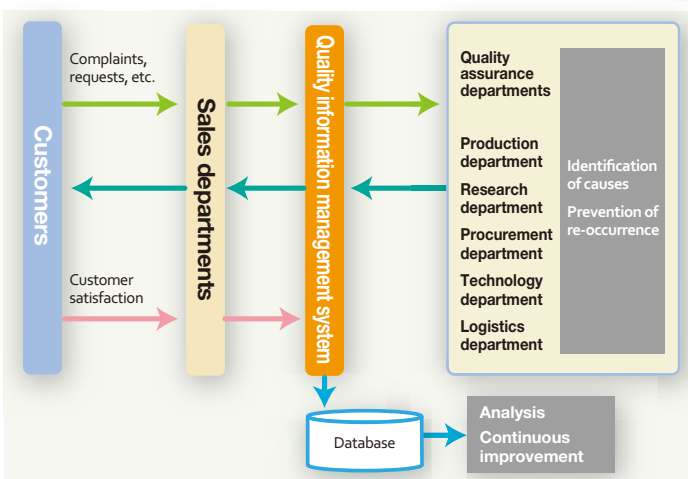 Complaints,
requests, etc.
Customers
Customer
satisfaction
Sales departments
Quality information management system
Quality
assurance
departments
Production
department
Research
department
Procurement
department
Technology
department
Logistics
department
Identification
of causes
Prevention of
re-occurrence
Database
Analysis
Continuous
improvement